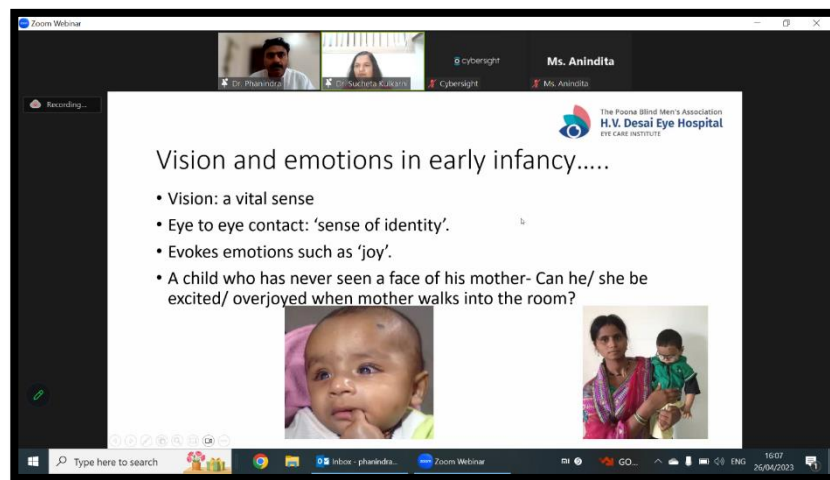 Zoom Webinar
cybersight
Ms. Anindita
Dr. Phanindra
Dr. Sucheta Kulkarni
Cybersight
Ms. Anindita
Recording...
The Poona Blind Men's Association
H.V. Desai Eye Hospital
EYE CARE INSTITUTE
Vision and emotions in early infancy.....
• Vision: a vital sense
• Eye to eye contact: ‘sense of identity’.
• Evokes emotions such as ‘joy’.
• A child who has never seen a face of his mother- Can he/ she be
excited/ overjoyed when mother walks into the room?
Type here to search
Inbox - phanindra...
Zoom Webinar
GO...
ENG
16:07
26/04/2023